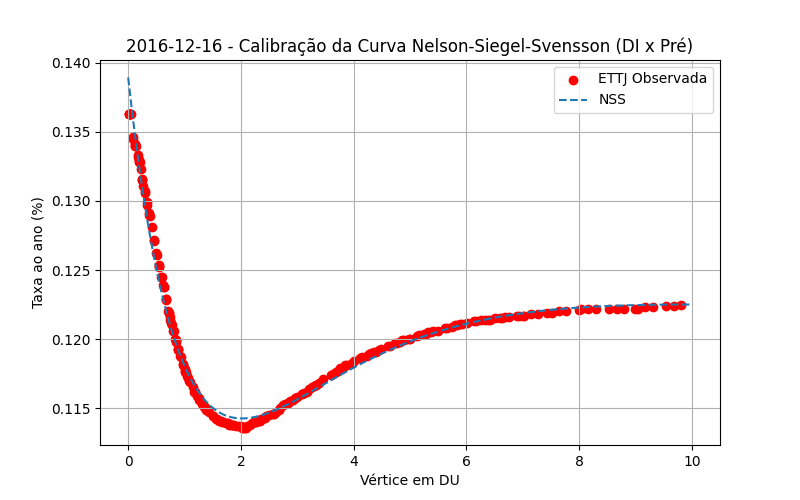 2016-12-16 - Calibração da Curva Nelson-Siegel-Svensson (DI x Pré)
ETTJ Observada
NSS
Taxa ao ano (%)
0.140
0.135
0.130
0.125
0.120
0.115
0 2 4 6 8 10
Vértice em DU